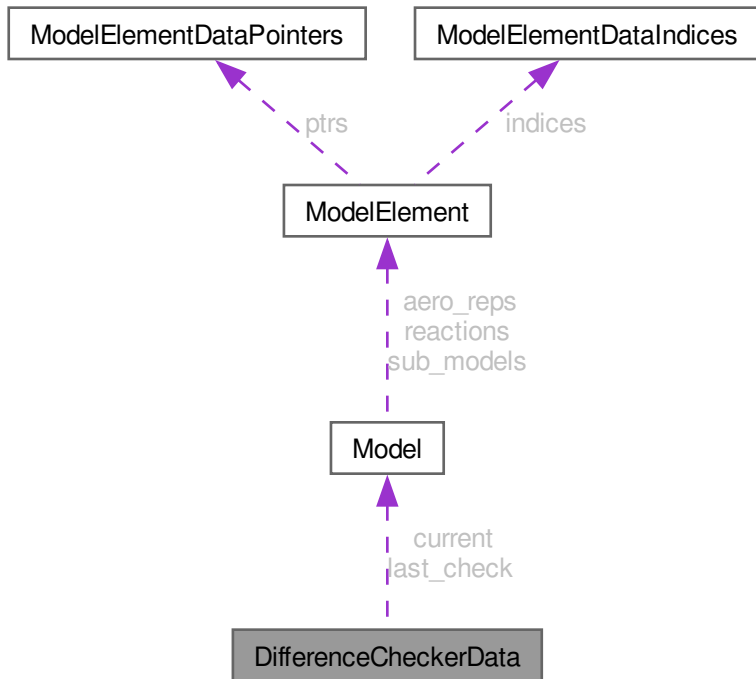 ModelElementDataPointers
ModelElementDataIndices
ptrs
indices
ModelElement
aero_reps
reactions
sub_models
Model
current
last_check
DifferenceCheckerData